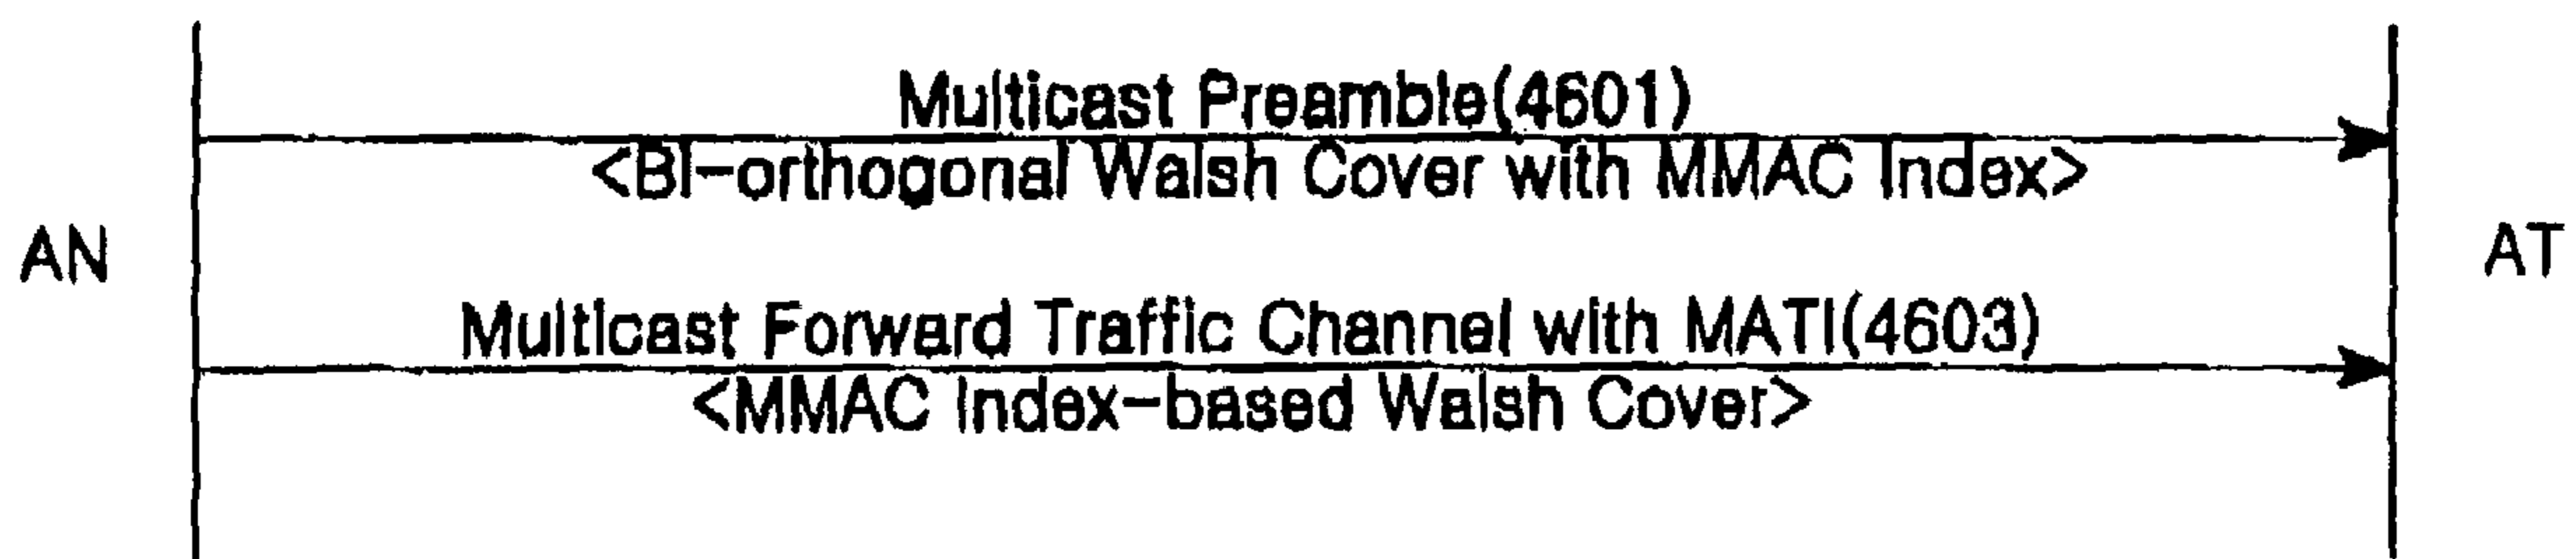 Multicast Preamble(4601)
<BI-orthogonal Walsh Cover with MMAC Index>
AN
AT
Multicast Forward Traffic Channel with MATI(4603)
<MMAC Index-based Walsh Cover>